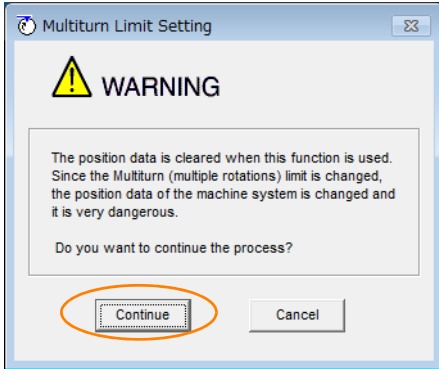 Multiturn Limit Setting
WARNING
The position data is cleared when this function is used.
Since the Multiturn (multiple rotations) limit is changed,
the position data of the machine system is changed and
it is very dangerous.
Do you want to continue the process?
Continue Cancel